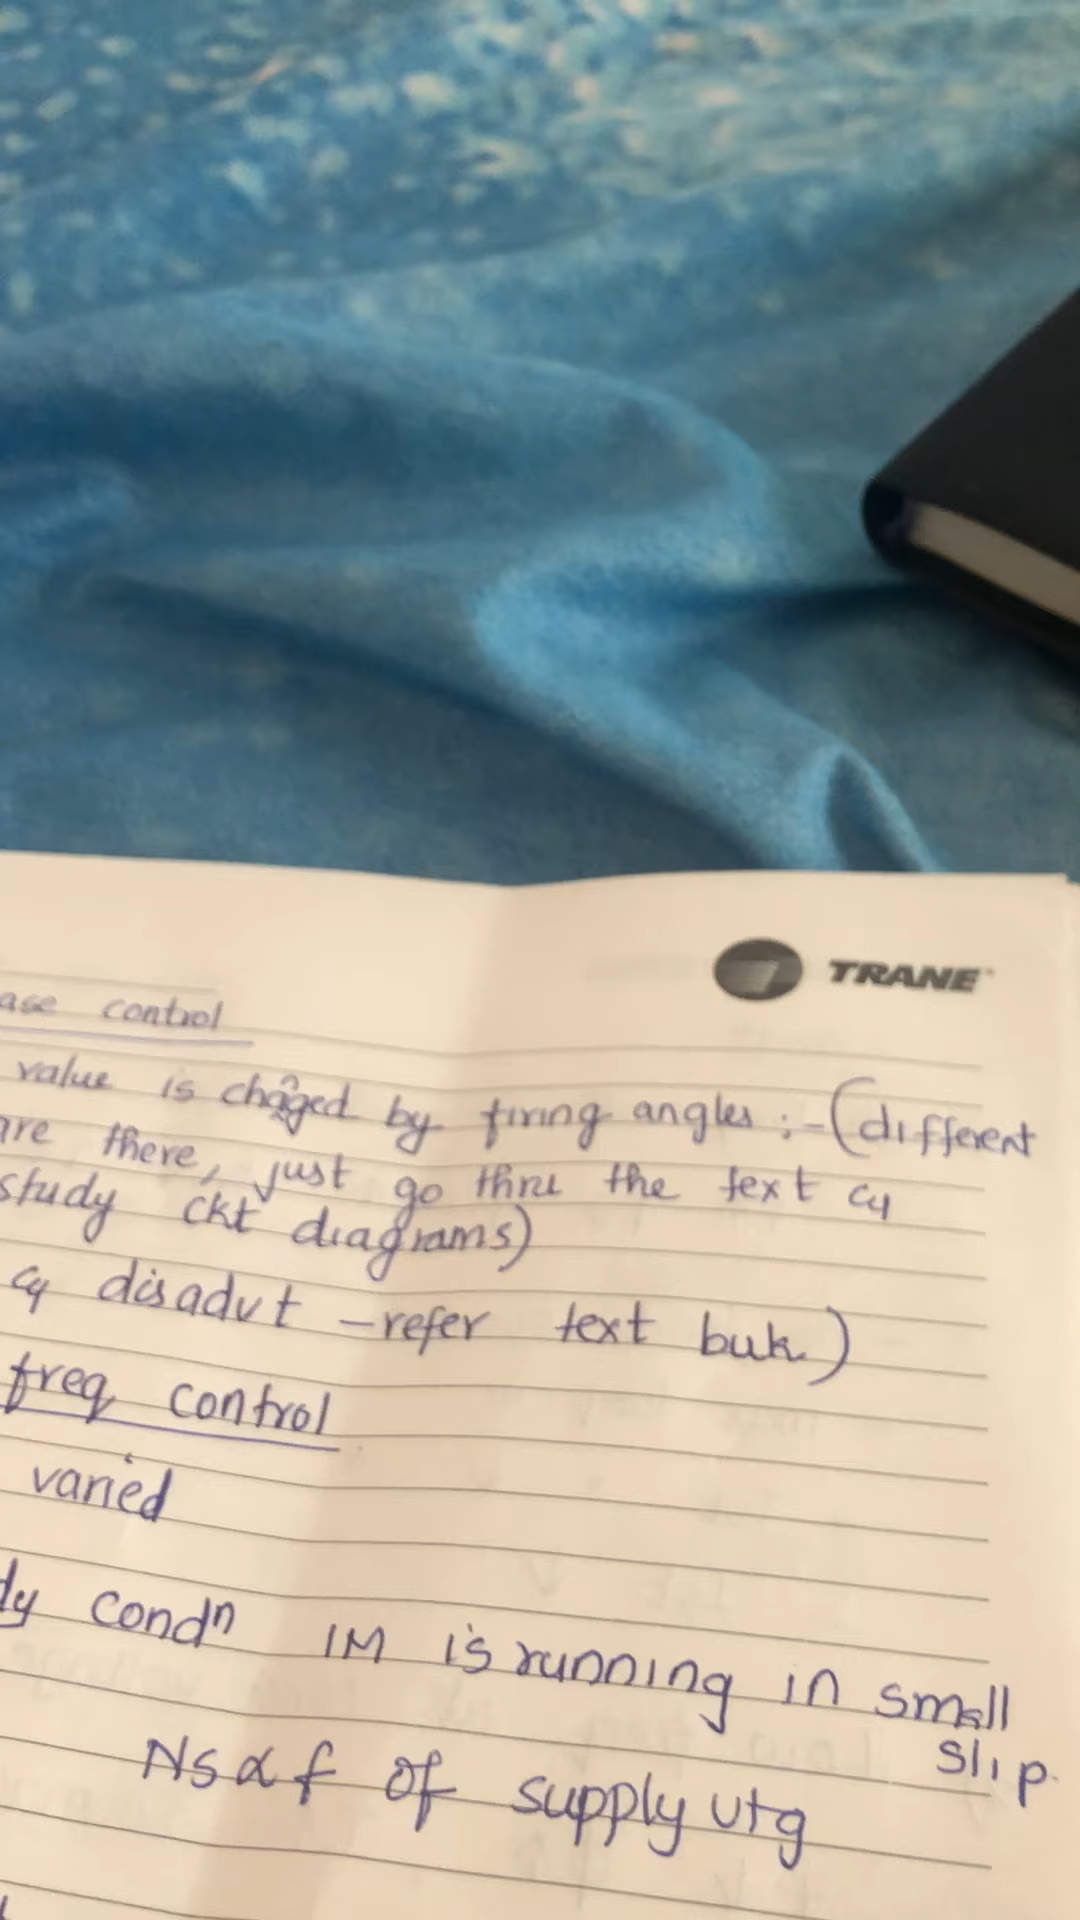 TRANE
ase control
value is chānged by firing angles :- (different
are there, just go thru the text
study ckt diagrams)
disadvt - refer text buk)
freq control
varied
dy condⁿ IM is running in small
slip.
Ns α f of supply vtg